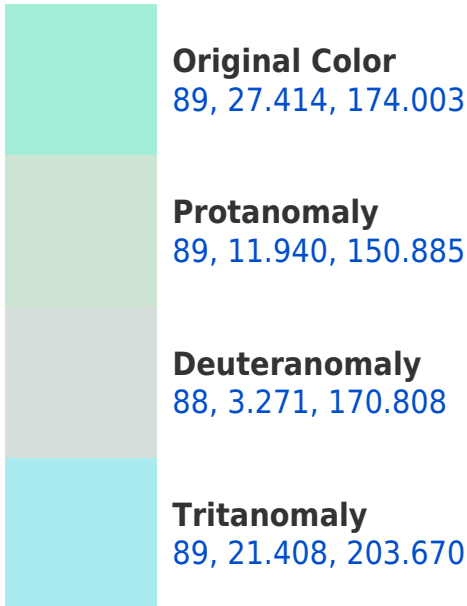 Original Color
89, 27.414, 174.003
Protanomaly
89, 11.940, 150.885
Deuteranomaly
88, 3.271, 170.808
Tritanomaly
89, 21.408, 203.670